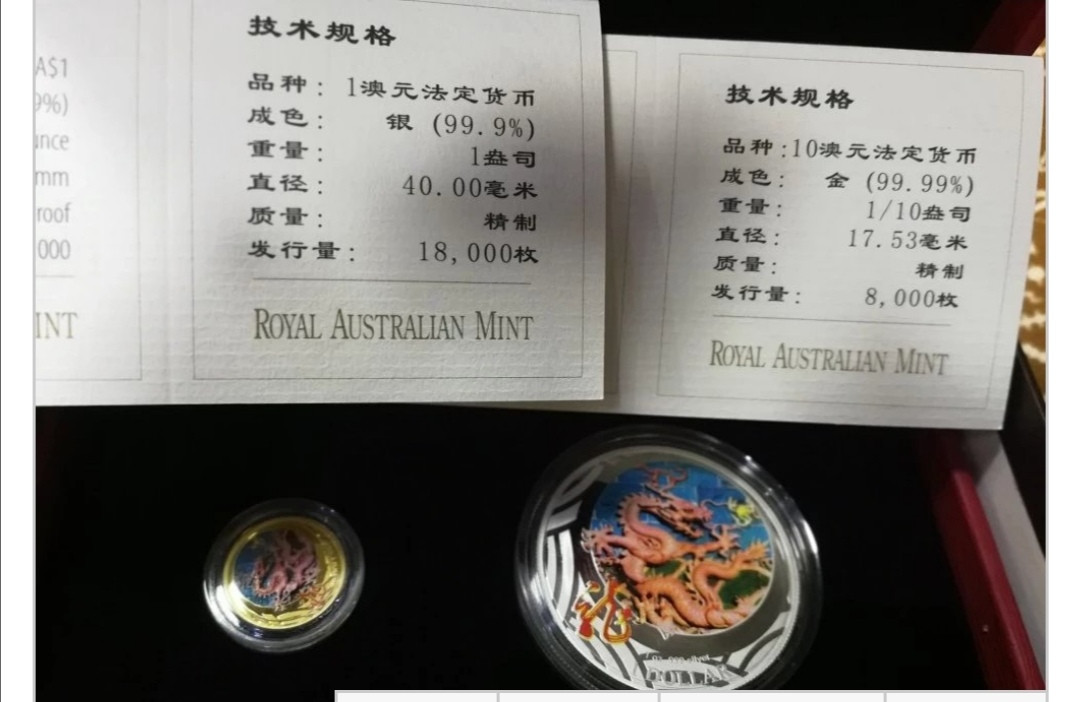 A$1
9%)
unce
mm
roof
000
INT
技术规格
品种： 1澳元法定货币
成色： 银 (99.9%)
重量： 1盎司
直径： 40.00毫米
质量： 精制
发行量： 18,000枚
ROYAL AUSTRALIAN MINT
技术规格
品种：10澳元法定货币
成色： 金 (99.99%)
重量： 1/10盎司
直径： 17.53毫米
质量： 精制
发行量： 8,000枚
ROYAL AUSTRALIAN MINT
龙
DOLLAR